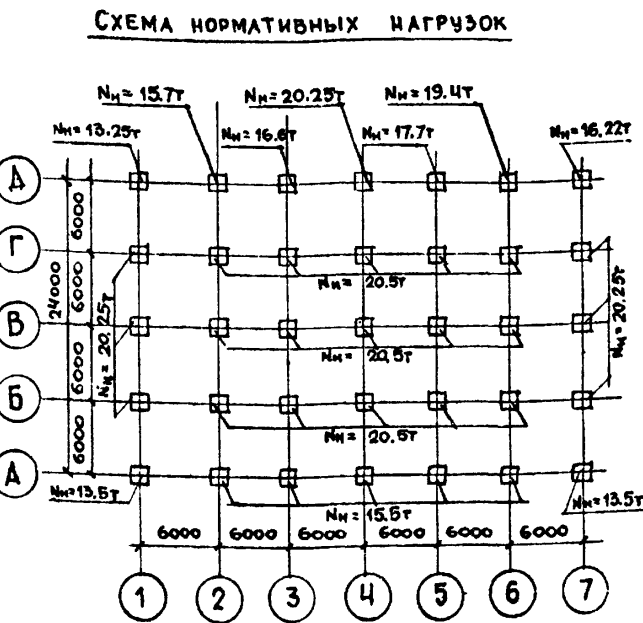 СХЕМА НОРМАТИВНЫХ НАГРУЗОК
Nн= 15.7т
Nн= 20.25т
Nн= 19.4т
Nн= 13.25т
Nн= 16.6т
Nн= 17.7т
Nн= 16.22т
Д
6000
Г
24000
6000
Nн = 20,25т
Nн = 20.5т
Nн = 20.25т
В
Nн = 20,5т
6000
Б
Nн = 20.5т
6000
А
Nн=13.5т
Nн = 15.5т
Nн=13.5т
6000 6000 6000 6000 6000 6000
1 2 3 4 5 6 7